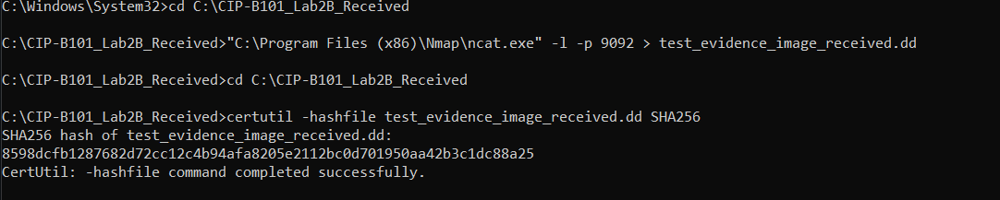 C:\Windows\System32>cd C:\CIP-B101_Lab2B_Received
C:\CIP-B101_Lab2B_Received>"C:\Program Files (x86)\Nmap\ncat.exe" -l -p 9092 > test_evidence_image_received.dd
C:\CIP-B101_Lab2B_Received>cd C:\CIP-B101_Lab2B_Received
C:\CIP-B101_Lab2B_Received>certutil -hashfile test_evidence_image_received.dd SHA256
SHA256 hash of test_evidence_image_received.dd:
8598dcfb1287682d72cc12c4b94afa8205e2112bc0d701950aa42b3c1dc88a25
CertUtil: -hashfile command completed successfully.